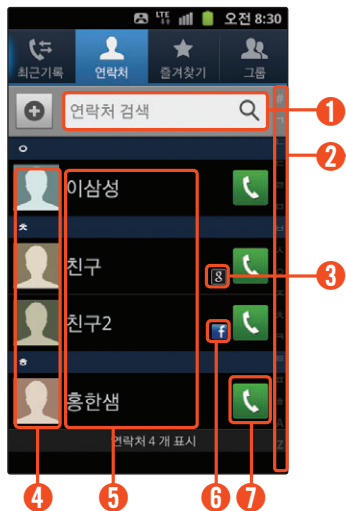 LTE 오전 8:30
최근기록 연락처 즐겨찾기 그룹
연락처 검색
1
#
ㄱ
ㄴ
2
ㅇ
이삼성
ㅊ
친구
g
3
친구2
f
ㅎ
홍한샘
A
Z
연락처 4 개 표시
4 5 6 7